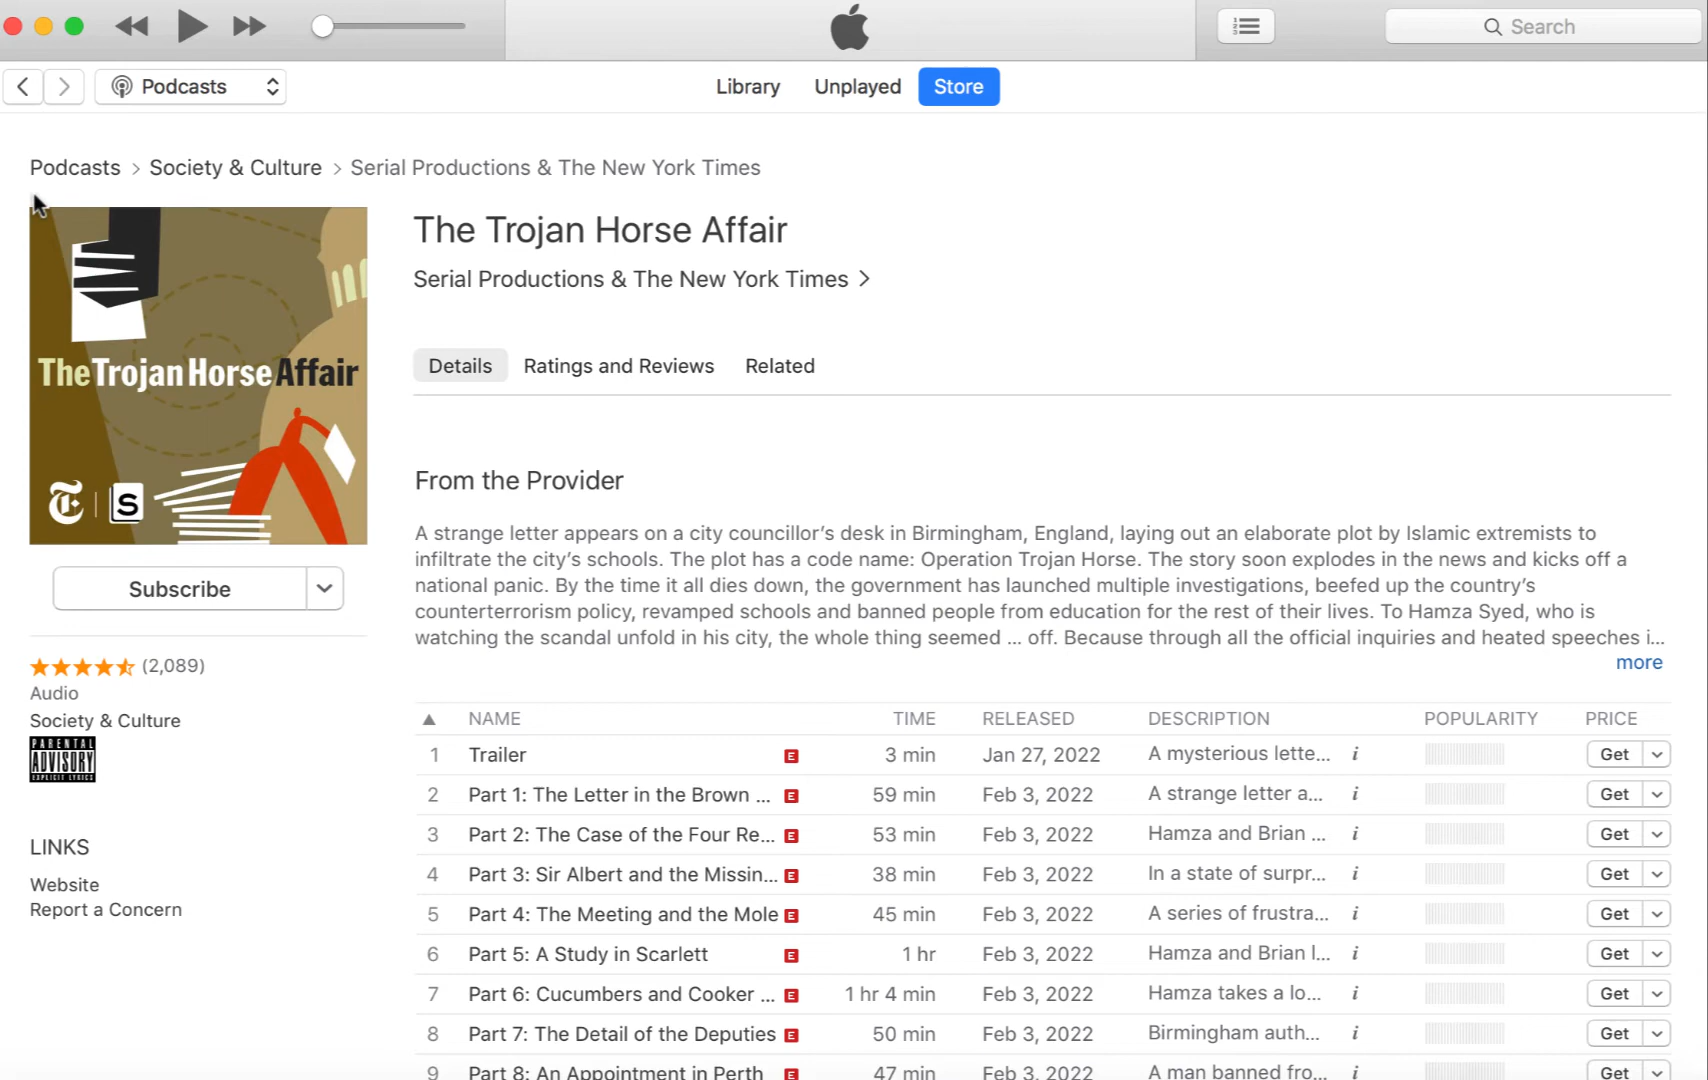 Search
Podcasts
Library
Unplayed
Store
Podcasts > Society & Culture > Serial Productions & The New York Times
The Trojan Horse Affair
S
Subscribe
(2,089)
Audio
Society & Culture
PARENTAL
ADVISORY
EXPLICIT LYRICS
LINKS
Website
Report a Concern
The Trojan Horse Affair
Serial Productions & The New York Times >
Details
Ratings and Reviews
Related
From the Provider
A strange letter appears on a city councillor’s desk in Birmingham, England, laying out an elaborate plot by Islamic extremists to
infiltrate the city’s schools. The plot has a code name: Operation Trojan Horse. The story soon explodes in the news and kicks off a
national panic. By the time it all dies down, the government has launched multiple investigations, beefed up the country’s
counterterrorism policy, revamped schools and banned people from education for the rest of their lives. To Hamza Syed, who is
watching the scandal unfold in his city, the whole thing seemed ... off. Because through all the official inquiries and heated speeches i...
more
NAME TIME RELEASED DESCRIPTION POPULARITY PRICE
1 Trailer E 3 min Jan 27, 2022 A mysterious lette... i Get
2 Part 1: The Letter in the Brown ... E 59 min Feb 3, 2022 A strange letter a... i Get
3 Part 2: The Case of the Four Re... E 53 min Feb 3, 2022 Hamza and Brian ... i Get
4 Part 3: Sir Albert and the Missin... E 38 min Feb 3, 2022 In a state of surpr... i Get
5 Part 4: The Meeting and the Mole E 45 min Feb 3, 2022 A series of frustra... i Get
6 Part 5: A Study in Scarlett E 1 hr Feb 3, 2022 Hamza and Brian l... i Get
7 Part 6: Cucumbers and Cooker ... E 1 hr 4 min Feb 3, 2022 Hamza takes a lo... i Get
8 Part 7: The Detail of the Deputies E 50 min Feb 3, 2022 Birmingham auth... i Get
9 Part 8: An Appointment in Perth E 47 min Feb 3, 2022 A man banned fro... i Get